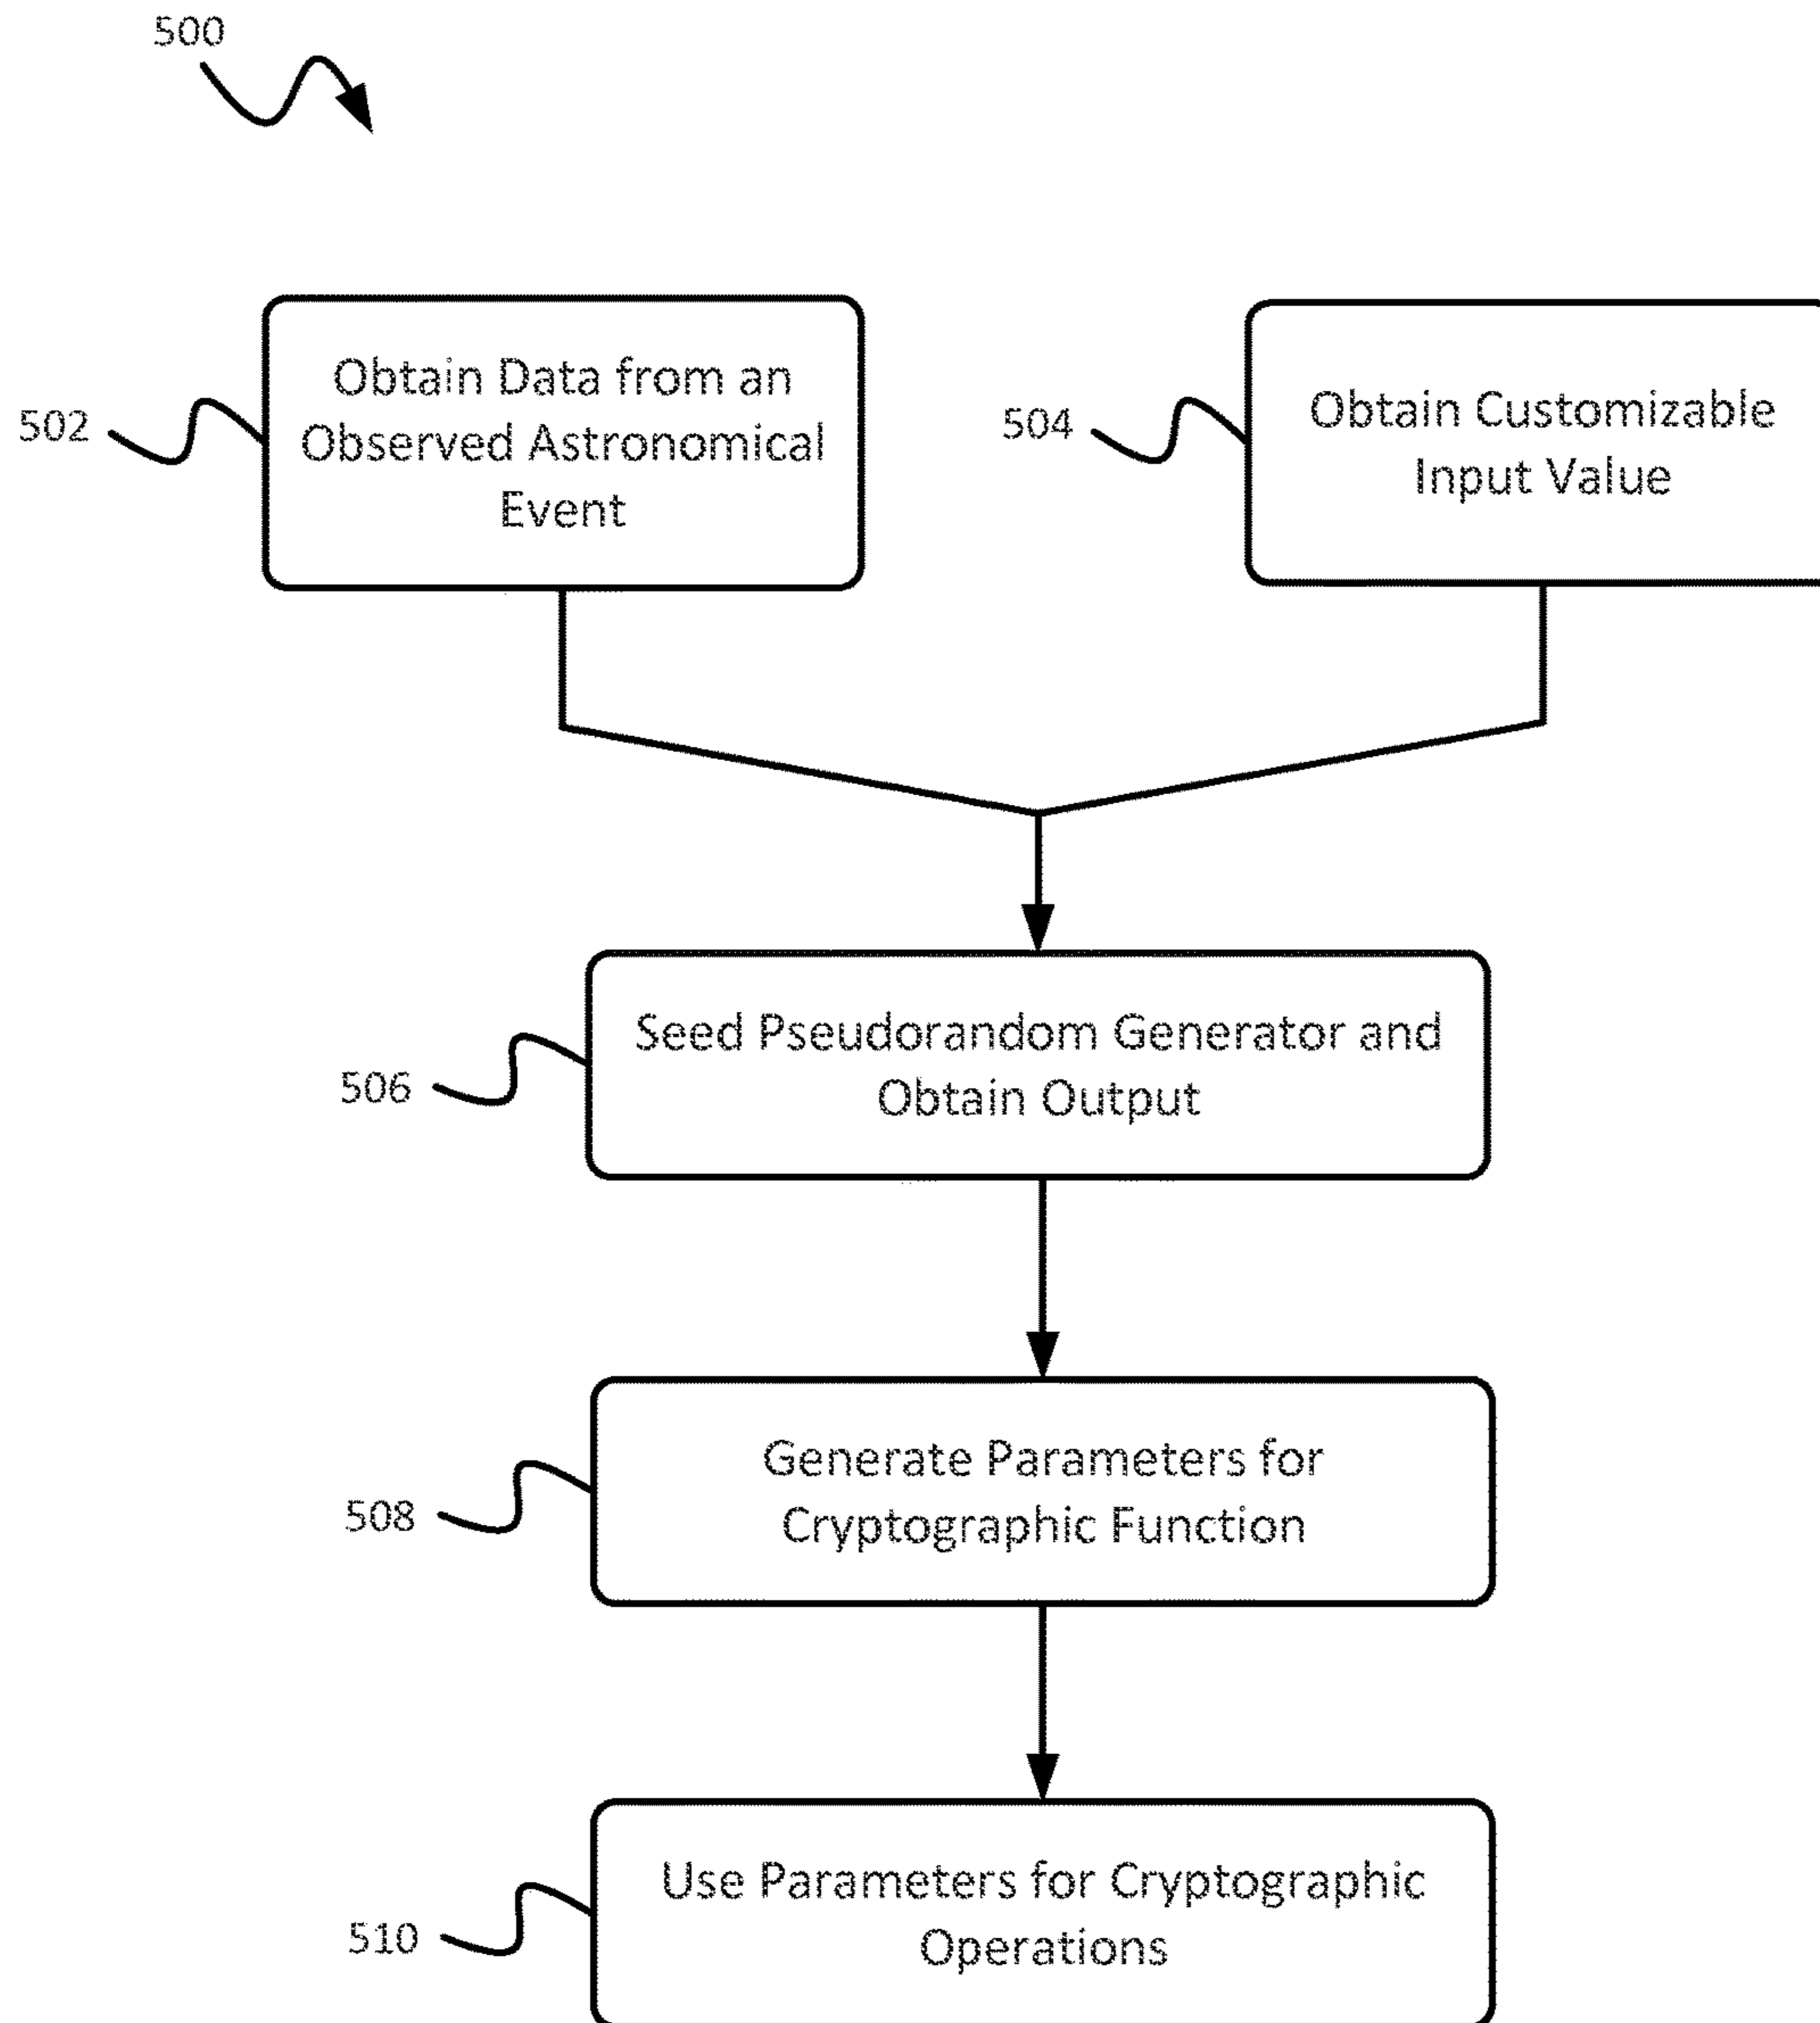 500
502
Obtain Data from an
Observed Astronomical
Event
504
Obtain Customizable
Input Value
506
Seed Pseudorandom Generator and
Obtain Output
508
Generate Parameters for
Cryptographic Function
510
Use Parameters for Cryptographic
Operations